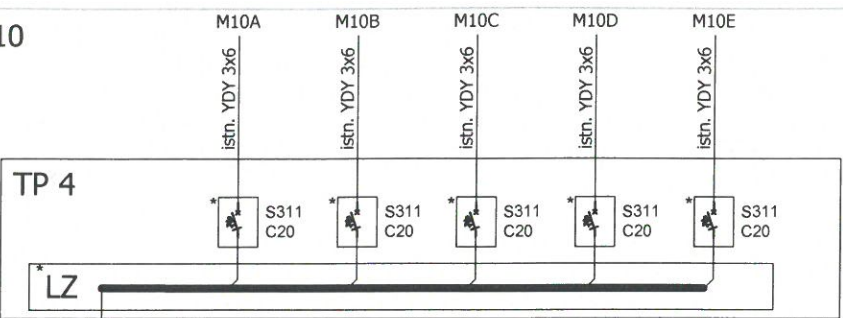 10
M10A M10B M10C M10D M10E
istn. YDY 3x6 istn. YDY 3x6 istn. YDY 3x6 istn. YDY 3x6 istn. YDY 3x6
TP 4
* S311 * S311 * S311 * S311 * S311
C20 C20 C20 C20 C20
*LZ